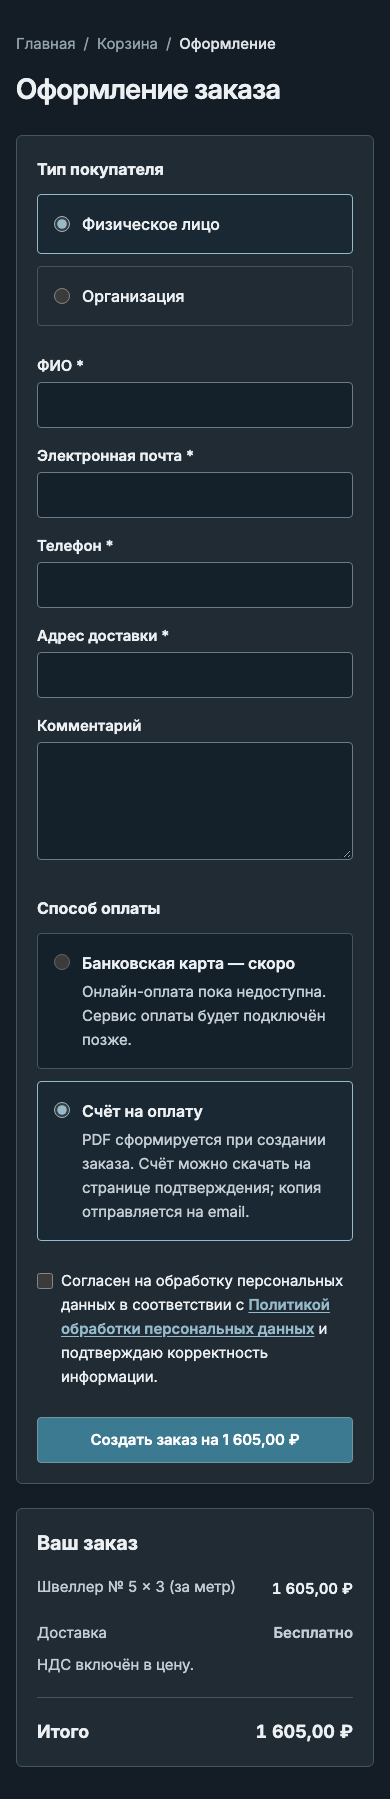 Главная / Корзина / Оформление
Оформление заказа
Тип покупателя
Физическое лицо
Организация
ФИО *
Электронная почта *
Телефон *
Адрес доставки *
Комментарий
Способ оплаты
Банковская карта — скоро
Онлайн-оплата пока недоступна.
Сервис оплаты будет подключён
позже.
Счёт на оплату
PDF сформируется при создании
заказа. Счёт можно скачать на
странице подтверждения; копия
отправляется на email.
Согласен на обработку персональных
данных в соответствии с Политикой
обработки персональных данных и
подтверждаю корректность
информации.
Создать заказ на 1 605,00 ₽
Ваш заказ
Швеллер № 5 × 3 (за метр) 1 605,00 ₽
Доставка Бесплатно
НДС включён в цену.
Итого 1 605,00 ₽